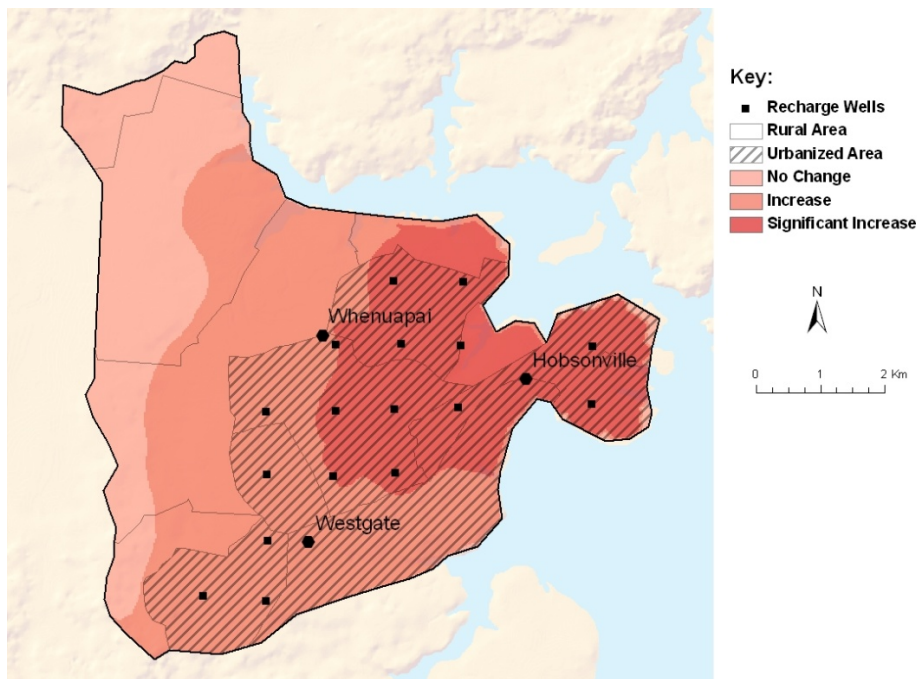 Key:
Recharge Wells
Rural Area
Urbanized Area
No Change
Increase
Significant Increase
N
0 1 2 Km
Whenuapai
Hobsonville
Westgate